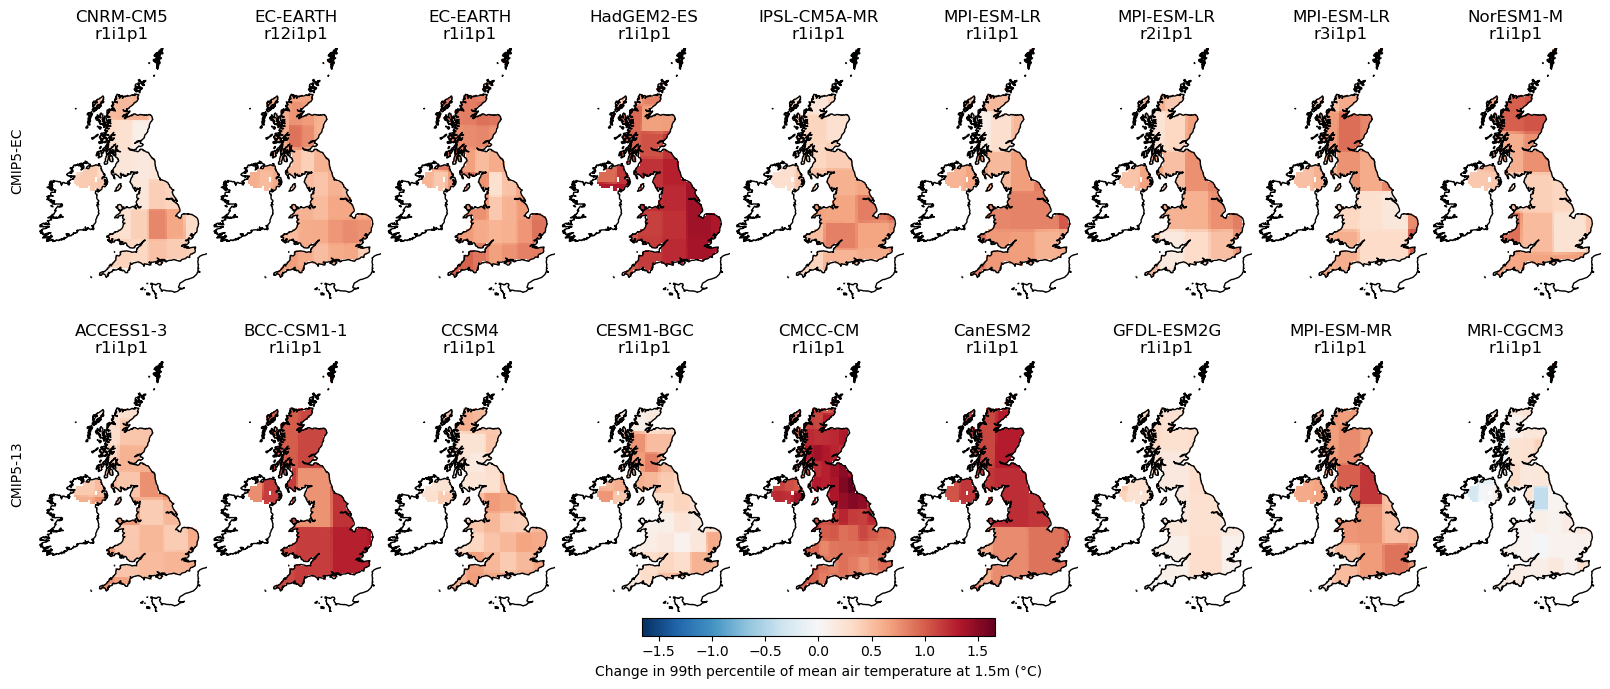 CNRM-CM5
r1i1p1
EC-EARTH
r12i1p1
EC-EARTH
r1i1p1
HadGEM2-ES
r1i1p1
IPSL-CM5A-MR
r1i1p1
MPI-ESM-LR
r1i1p1
MPI-ESM-LR
r2i1p1
MPI-ESM-LR
r3i1p1
NorESM1-M
r1i1p1
CMIP5-EC
ACCESS1-3
r1i1p1
BCC-CSM1-1
r1i1p1
CCSM4
r1i1p1
CESM1-BGC
r1i1p1
CMCC-CM
r1i1p1
CanESM2
r1i1p1
GFDL-ESM2G
r1i1p1
MPI-ESM-MR
r1i1p1
MRI-CGCM3
r1i1p1
CMIP5-13
−1.5 −1.0 −0.5 0.0 0.5 1.0 1.5
Change in 99th percentile of mean air temperature at 1.5m (°C)